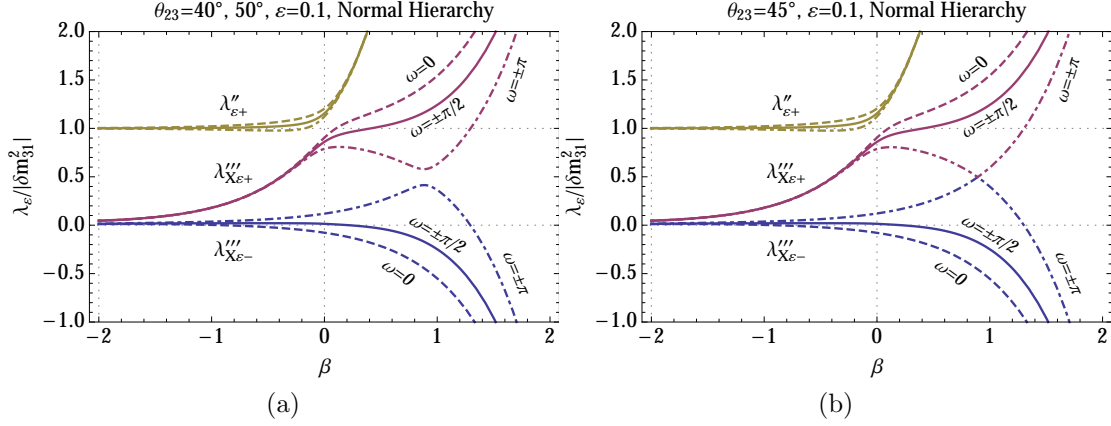 θ23=40°, 50°, ε=0.1, Normal Hierarchy
2.0
1.5
1.0
0.5
0.0
−0.5
−1.0
λε/|δm²31|
λ″ε+
λ‴Xε+
λ‴Xε−
ω=0
ω=±π/2
ω=±π
ω=±π/2
ω=0
ω=±π
−2
−1
0
1
2
β
(a)
θ23=45°, ε=0.1, Normal Hierarchy
2.0
1.5
1.0
0.5
0.0
−0.5
−1.0
λε/|δm²31|
λ″ε+
λ‴Xε+
λ‴Xε−
ω=0
ω=±π/2
ω=±π
ω=±π/2
ω=0
ω=±π
−2
−1
0
1
2
β
(b)